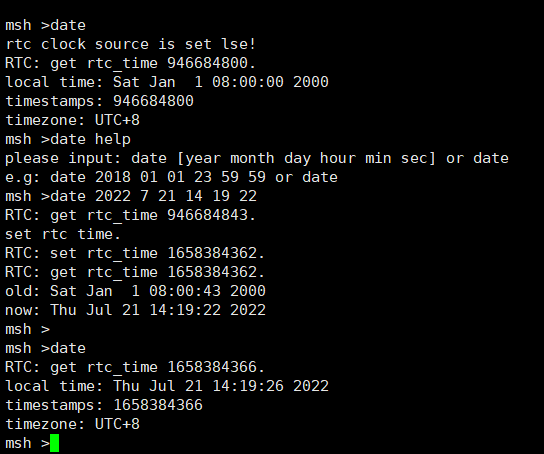 msh >date
rtc clock source is set lse!
RTC: get rtc_time 946684800.
local time: Sat Jan  1 08:00:00 2000
timestamps: 946684800
timezone: UTC+8
msh >date help
please input: date [year month day hour min sec] or date
e.g: date 2018 01 01 23 59 59 or date
msh >date 2022 7 21 14 19 22
RTC: get rtc_time 946684843.
set rtc time.
RTC: set rtc_time 1658384362.
RTC: get rtc_time 1658384362.
old: Sat Jan  1 08:00:43 2000
now: Thu Jul 21 14:19:22 2022
msh >
msh >date
RTC: get rtc_time 1658384366.
local time: Thu Jul 21 14:19:26 2022
timestamps: 1658384366
timezone: UTC+8
msh >